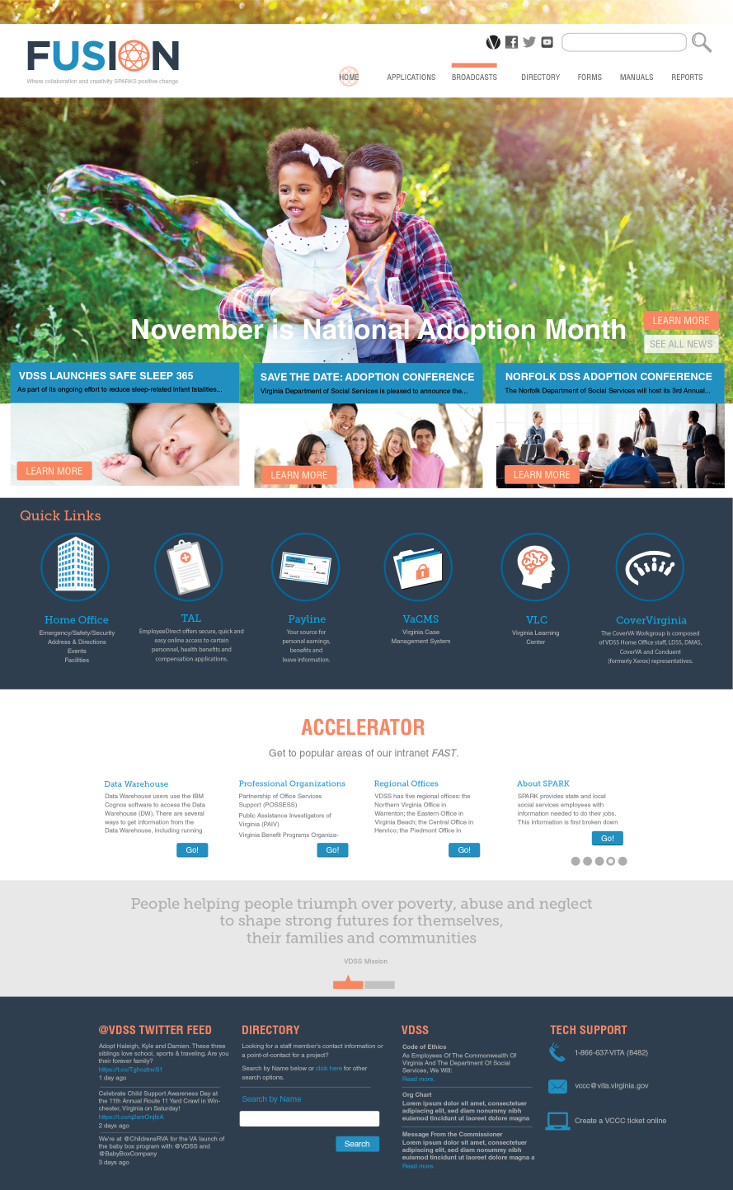 FUSION
Where collaboration and creativity SPARKS positive change
HOME
APPLICATIONS
BROADCASTS
DIRECTORY
FORMS
MANUALS
REPORTS
November is National Adoption Month
LEARN MORE
SEE ALL NEWS
VDSS LAUNCHES SAFE SLEEP 365
As part of its ongoing effort to reduce sleep-related infant fatalities...
LEARN MORE
SAVE THE DATE: ADOPTION CONFERENCE
Virginia Department of Social Services is pleased to announce the...
LEARN MORE
NORFOLK DSS ADOPTION CONFERENCE
The Norfolk Department of Social Services will host its 3rd Annual...
LEARN MORE
Quick Links
Home Office
Emergency/Safety/Security
Address & Directions
Events
Facilities
TAL
EmployeeDirect offers secure, quick and
easy online access to certain
personnel, health benefits and
compensation applications.
Payline
Your source for
personal earnings,
benefits and
leave information.
VaCMS
Virginia Case
Management System
VLC
Virginia Learning
Center
CoverVirginia
The CoverVA Workgroup is composed
of VDSS Home Office staff, LDSS, DMAS,
CoverVA and Conduent
(formerly Xerox) representatives.
ACCELERATOR
Get to popular areas of our intranet FAST.
Data Warehouse
Data Warehouse users use the IBM
Cognos software to access the Data
Warehouse (DW). There are several
ways to get information from the
Data Warehouse, including running
Go!
Professional Organizations
Partnership of Office Services
Support (POSSESS)
Public Assistance Investigators of
Virginia (PAIV)
Virginia Benefit Programs Organize-
Go!
Regional Offices
VDSS has five regional offices: the
Northern Virginia Office in
Warrenton; the Eastern Office in
Virginia Beach; the Central Office in
Henrico; the Piedmont Office in
Go!
About SPARK
SPARK provides state and local
social services employees with
information needed to do their jobs.
This information is first broken down
Go!
People helping people triumph over poverty, abuse and neglect
to shape strong futures for themselves,
their families and communities
VDSS Mission
@VDSS TWITTER FEED
Adopt Haleigh, Kyle and Damien. These three
siblings love school, sports & traveling. Are you
their forever family?
1 day ago
Celebrate Child Support Awareness Day at
the 11th Annual Route 11 Yard Crawl in Win-
chester, Virginia on Saturday!
2 days ago
We're at @ChildrensRVA for the VA launch of
the baby box program with @VDSS and
@BabyBoxCompany
3 days ago
DIRECTORY
Looking for a staff member's contact information or
a point-of-contact for a project?
Search by Name below or click here for other
search options.
Search by Name
Search
VDSS
Code of Ethics
As Employees Of The Commonwealth Of
Virginia And The Department Of Social
Services, We Will:
Read more
Org Chart
Lorem ipsum dolor sit amet, consectetuer
adipiscing elit, sed diam nonummy nibh
euismod tincidunt ut laoreet dolore magna
Message From the Commissioner
Lorem ipsum dolor sit amet, consectetuer
adipiscing elit, sed diam nonummy nibh
euismod tincidunt ut laoreet dolore magna a
Read more
TECH SUPPORT
1-866-637-VITA (8482)
vccc@vita.virginia.gov
Create a VCCC ticket online